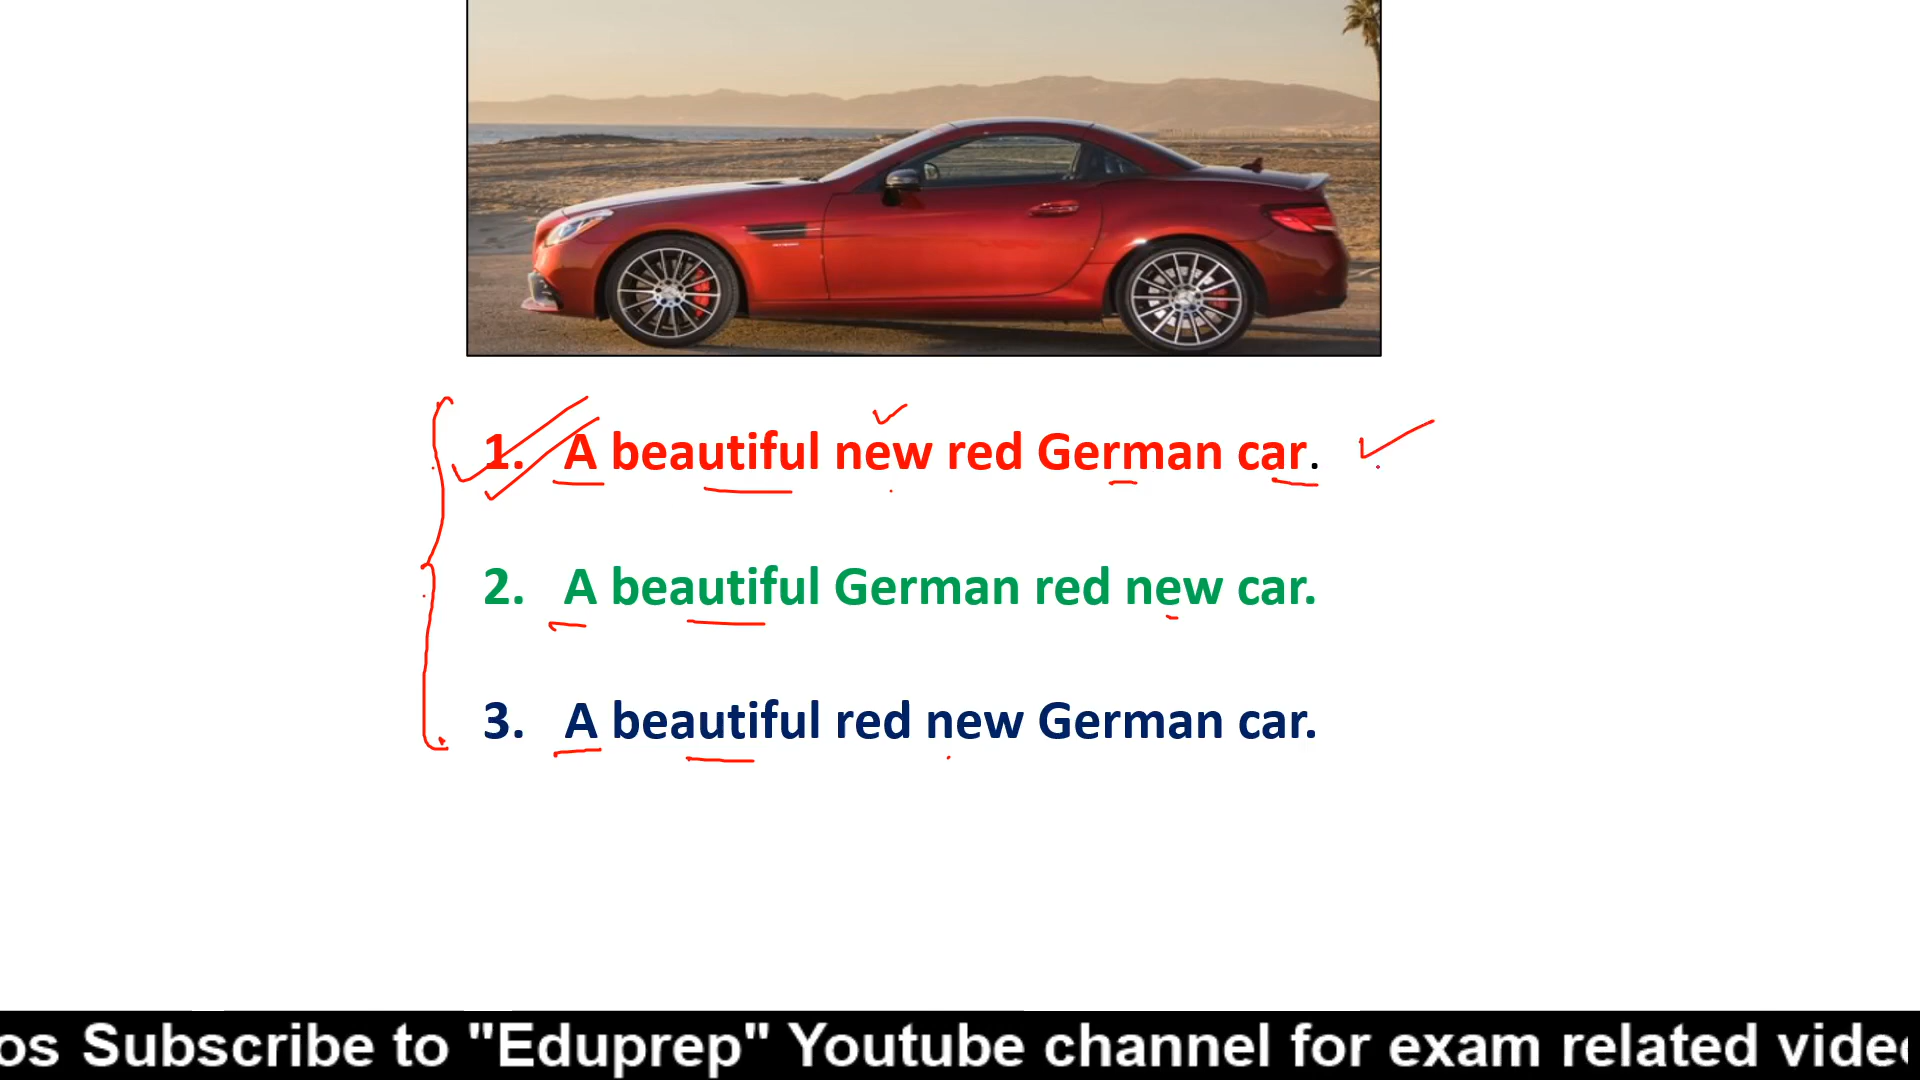 1. A beautiful new red German car.
2. A beautiful German red new car.
3. A beautiful red new German car.
os Subscribe to "Eduprep" Youtube channel for exam related vide